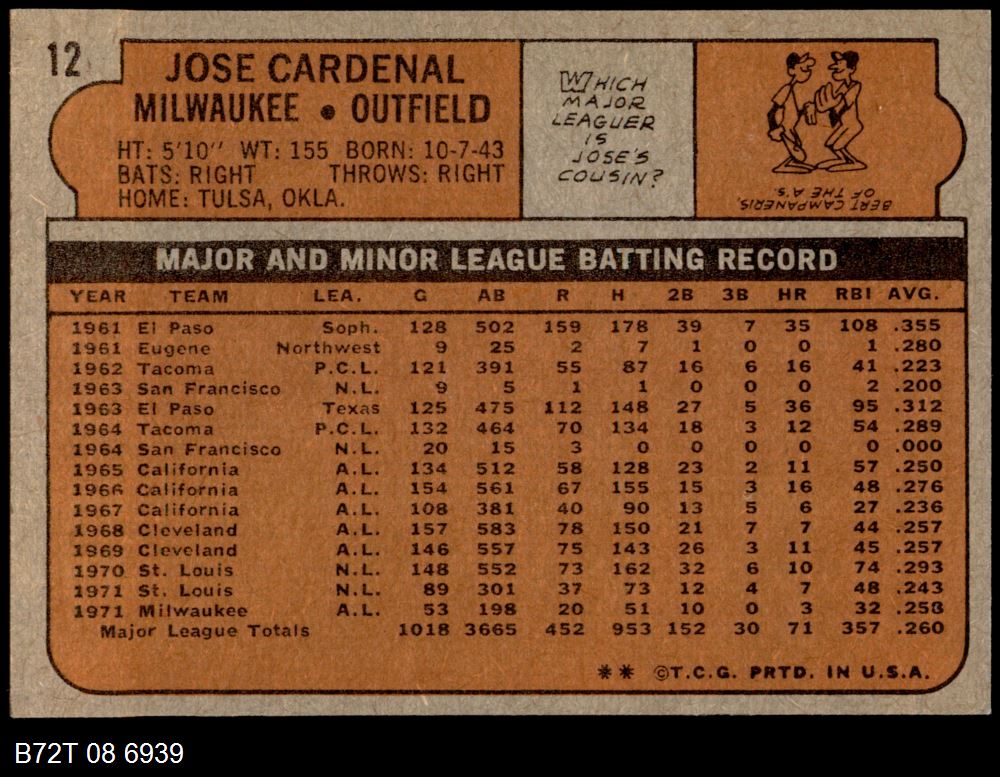 12
JOSE CARDENAL
MILWAUKEE • OUTFIELD
HT: 5'10" WT: 155 BORN: 10-7-43
BATS: RIGHT THROWS: RIGHT
HOME: TULSA, OKLA.
WHICH
MAJOR
LEAGUER
IS
JOSE'S
COUSIN?
BERT CAMPANERIS,
OF THE A'S.
MAJOR AND MINOR LEAGUE BATTING RECORD
YEAR TEAM LEA. G AB R H 2B 3B HR RBI AVG.
1961 El Paso Soph. 128 502 159 178 39 7 35 108 .355
1961 Eugene Northwest 9 25 2 7 1 0 0 1 .280
1962 Tacoma P.C.L. 121 391 55 87 16 6 16 41 .223
1963 San Francisco N.L. 9 5 1 1 0 0 0 2 .200
1963 El Paso Texas 125 475 112 148 27 5 36 95 .312
1964 Tacoma P.C.L. 132 464 70 134 18 3 12 54 .289
1964 San Francisco N.L. 20 15 3 0 0 0 0 0 .000
1965 California A.L. 134 512 58 128 23 2 11 57 .250
1966 California A.L. 154 561 67 155 15 3 16 48 .276
1967 California A.L. 108 381 40 90 13 5 6 27 .236
1968 Cleveland A.L. 157 583 78 150 21 7 7 44 .257
1969 Cleveland A.L. 146 557 75 143 26 3 11 45 .257
1970 St. Louis N.L. 148 552 73 162 32 6 10 74 .293
1971 St. Louis N.L. 89 301 37 73 12 4 7 48 .243
1971 Milwaukee A.L. 53 198 20 51 10 0 3 32 .258
Major League Totals 1018 3665 452 953 152 30 71 357 .260
** ©T.C.G. PRTD. IN U.S.A.
B72T 08 6939